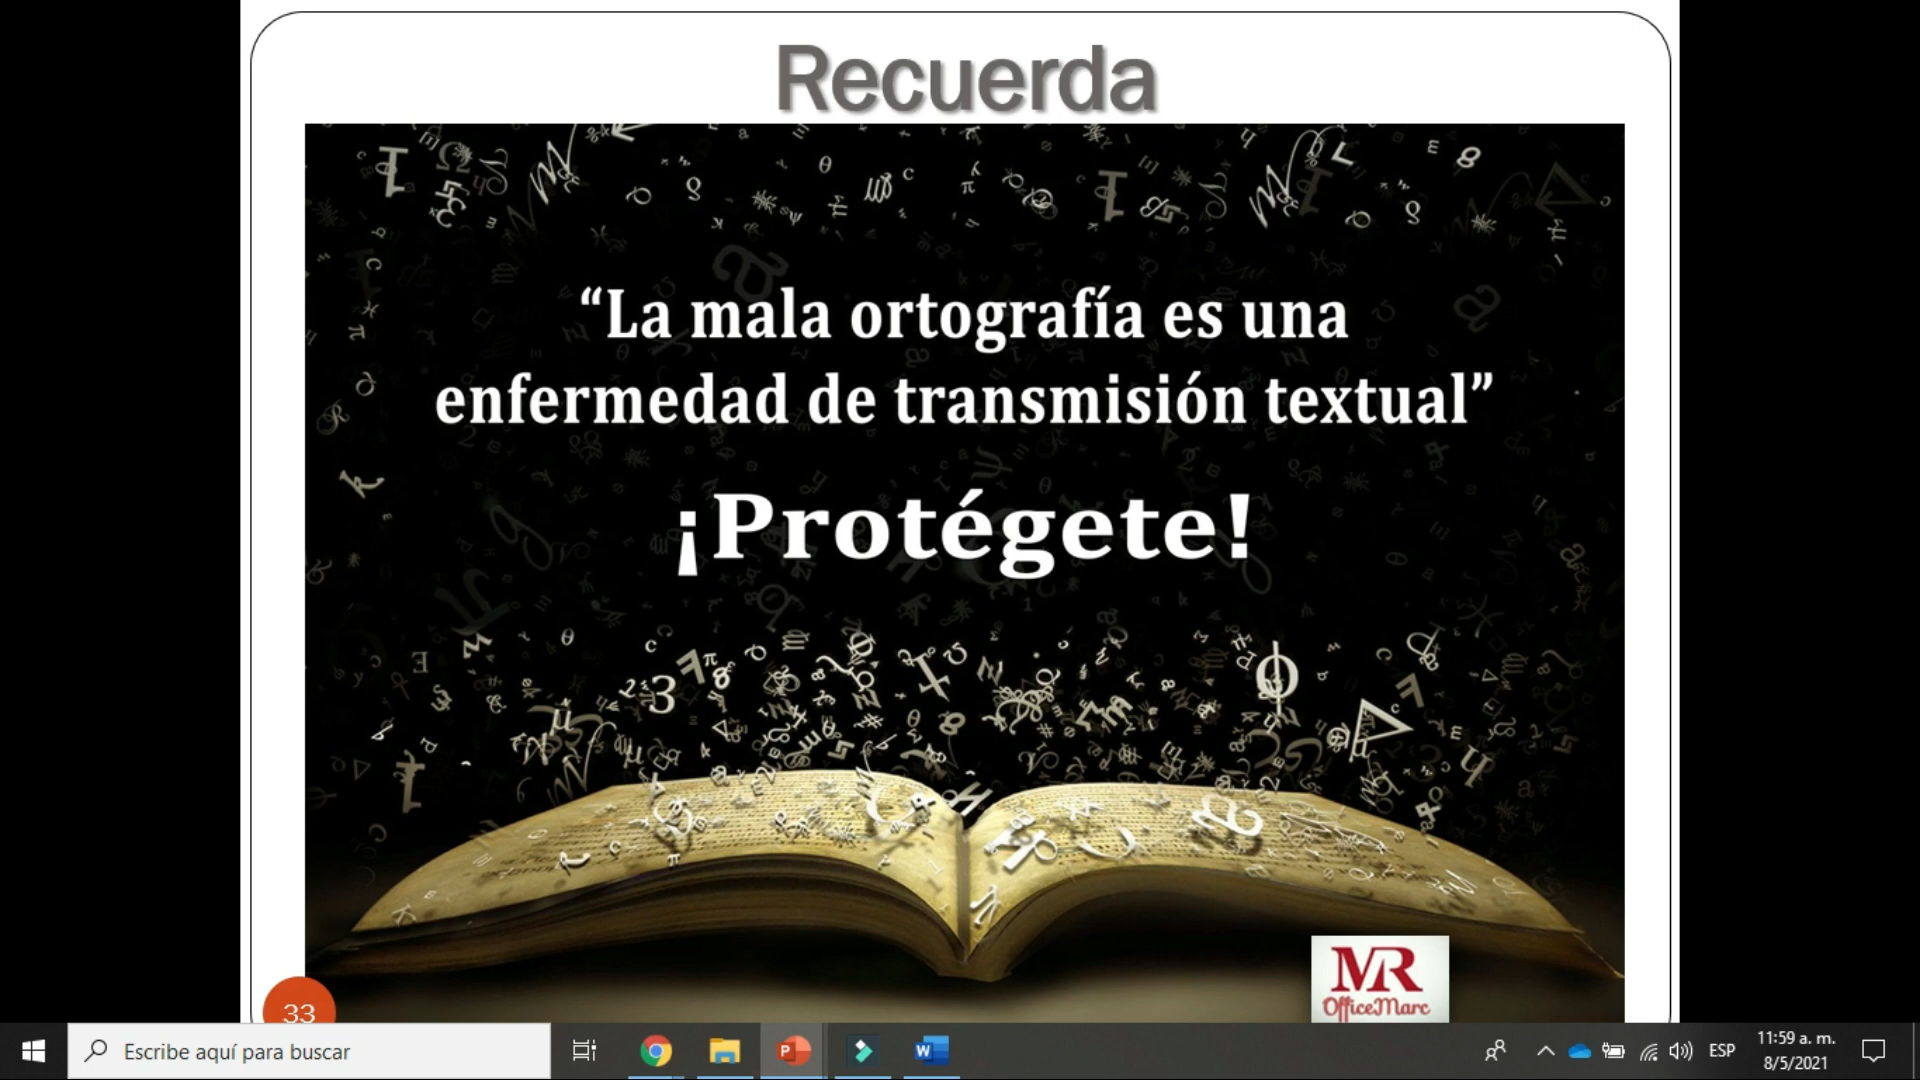 Recuerda
“La mala ortografía es una
enfermedad de transmisión textual”
¡Protégete!
MR
OfficeMarc
33
Escribe aquí para buscar
ESP
11:59 a. m.
8/5/2021